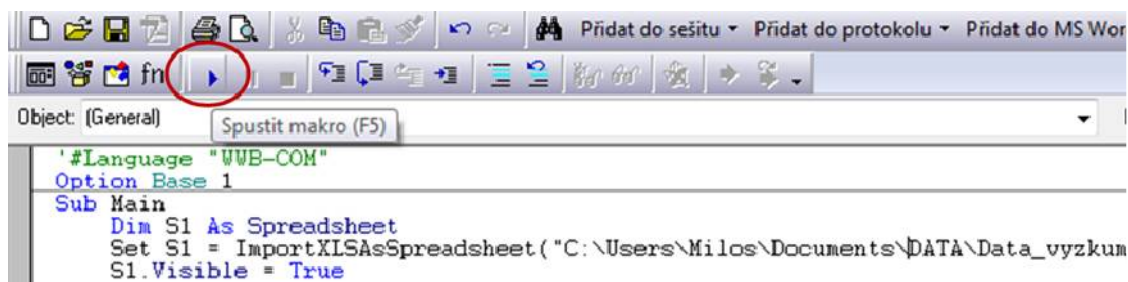 Přidat do sešitu Přidat do protokolu Přidat do MS Wor
fn
Object: (General)
Spustit makro (F5)
'#Language "WWB-COM"
Option Base 1
Sub Main
Dim S1 As Spreadsheet
Set S1 = ImportXLSAsSpreadsheet("C:\Users\Milos\Documents\DATA\Data_vyzkum
S1.Visible = True